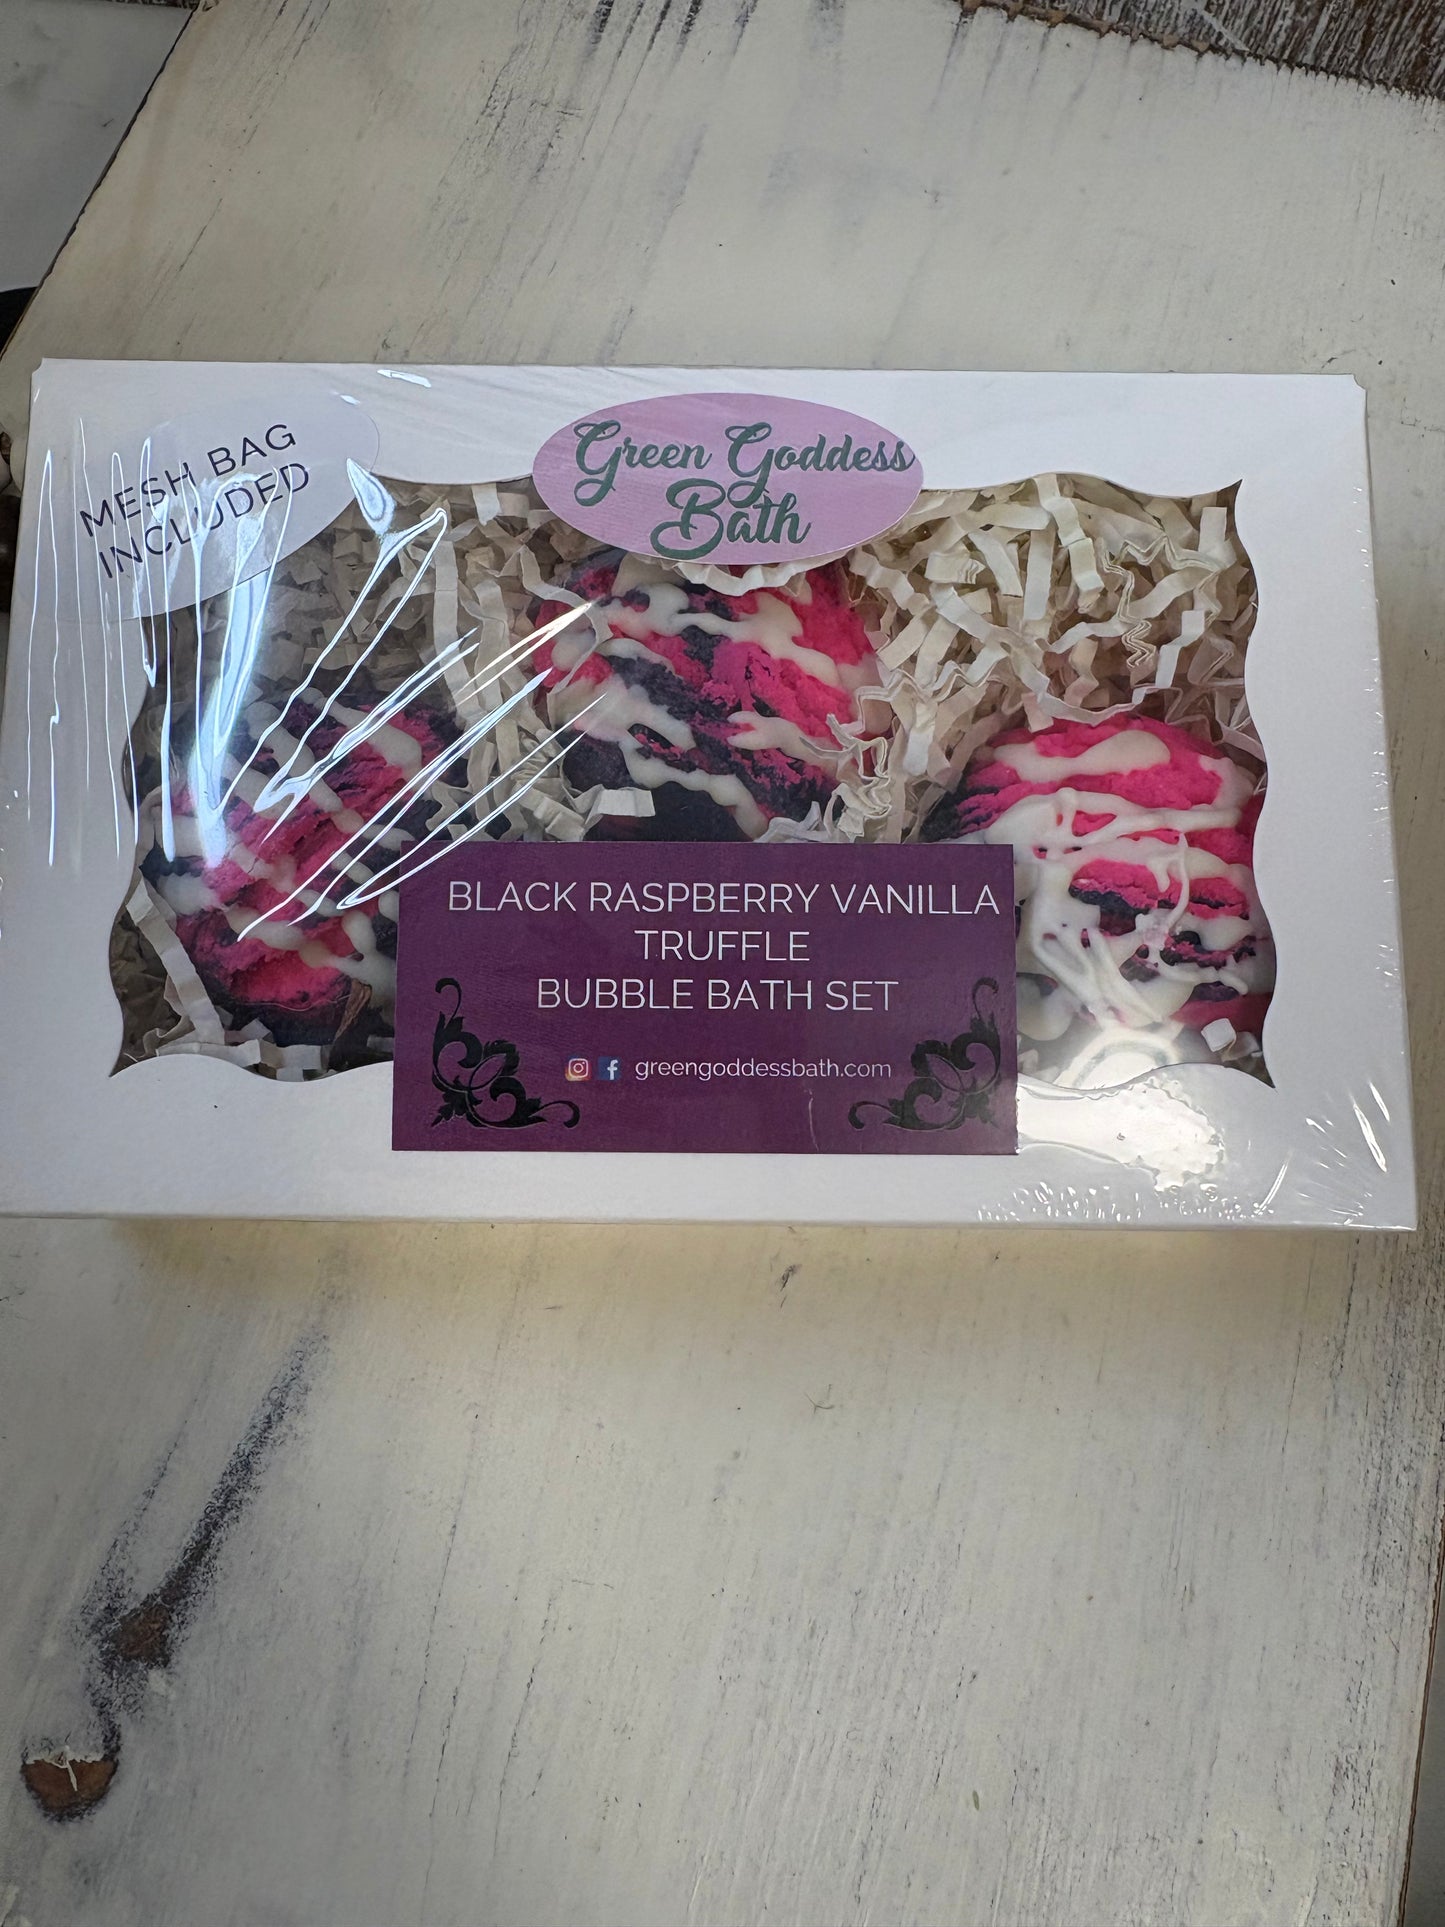 MESH BAG
INCLUDED
Green Goddess
Bath
BLACK RASPBERRY VANILLA
TRUFFLE
BUBBLE BATH SET
greengoddessbath.com